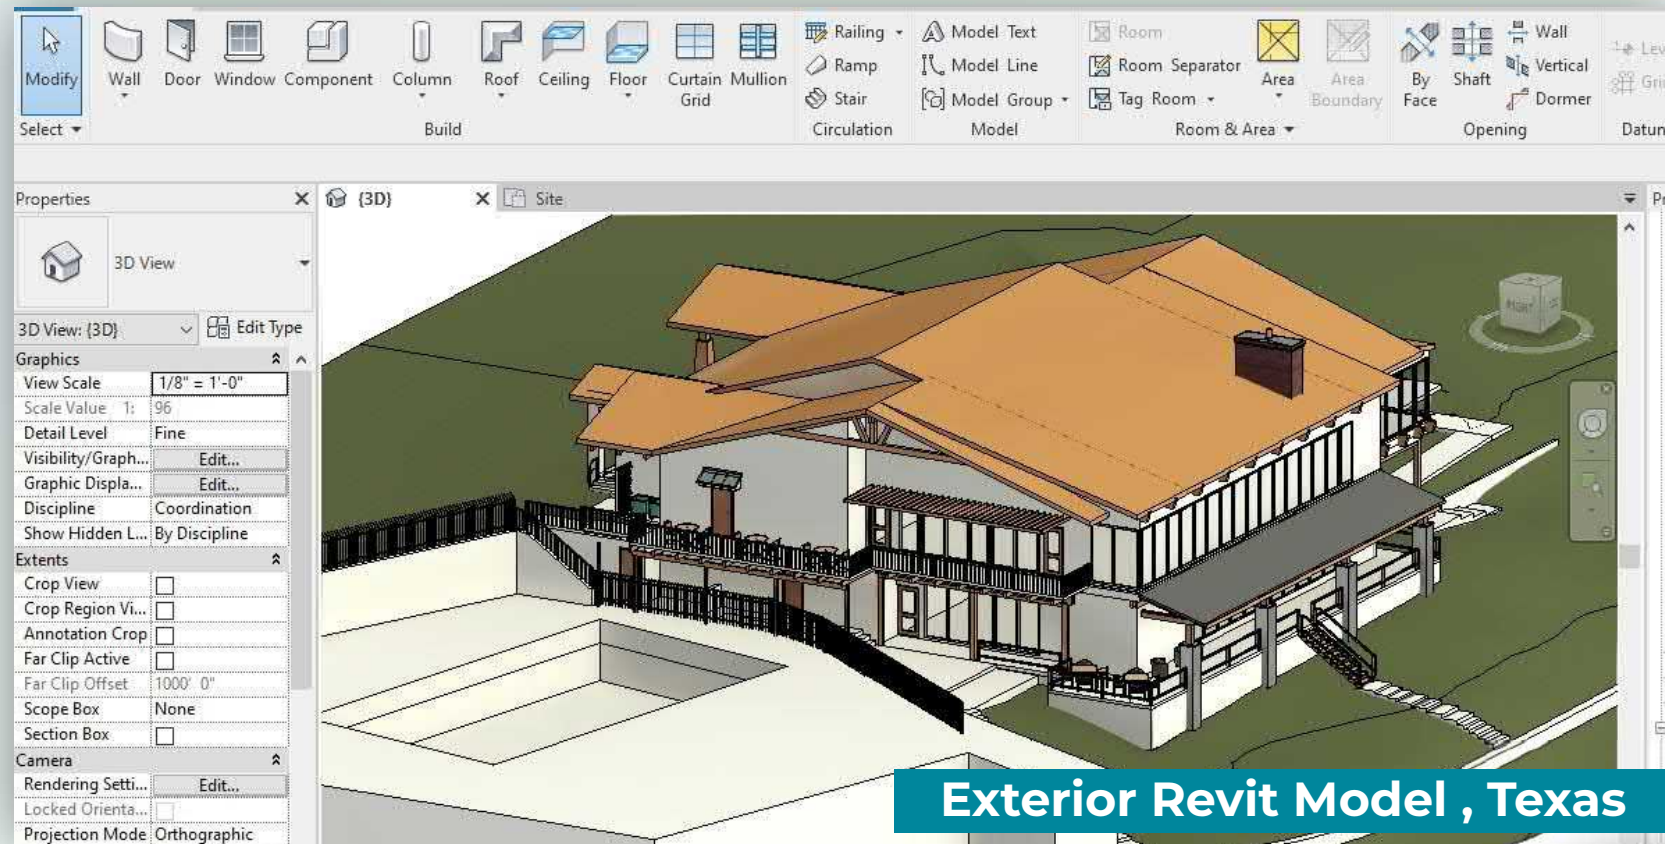 Modify
Wall
Door
Window
Component
Column
Roof
Ceiling
Floor
Curtain
Grid
Mullion
Railing
Ramp
Stair
Model Text
Model Line
Model Group
Room
Room Separator
Tag Room
Area
Area
Boundary
By
Face
Shaft
Wall
Vertical
Dormer
Lev
Gri
Select
Build
Circulation
Model
Room & Area
Opening
Datun
Properties
{3D}
Site
Pr
3D View
3D View: {3D}
Edit Type
Graphics
View Scale 1/8" = 1'-0"
Scale Value 1: 96
Detail Level Fine
Visibility/Graph... Edit...
Graphic Displa... Edit...
Discipline Coordination
Show Hidden L... By Discipline
Extents
Crop View
Crop Region Vi...
Annotation Crop
Far Clip Active
Far Clip Offset 1000' 0"
Scope Box None
Section Box
Camera
Rendering Setti... Edit...
Locked Orienta...
Projection Mode Orthographic
Exterior Revit Model , Texas